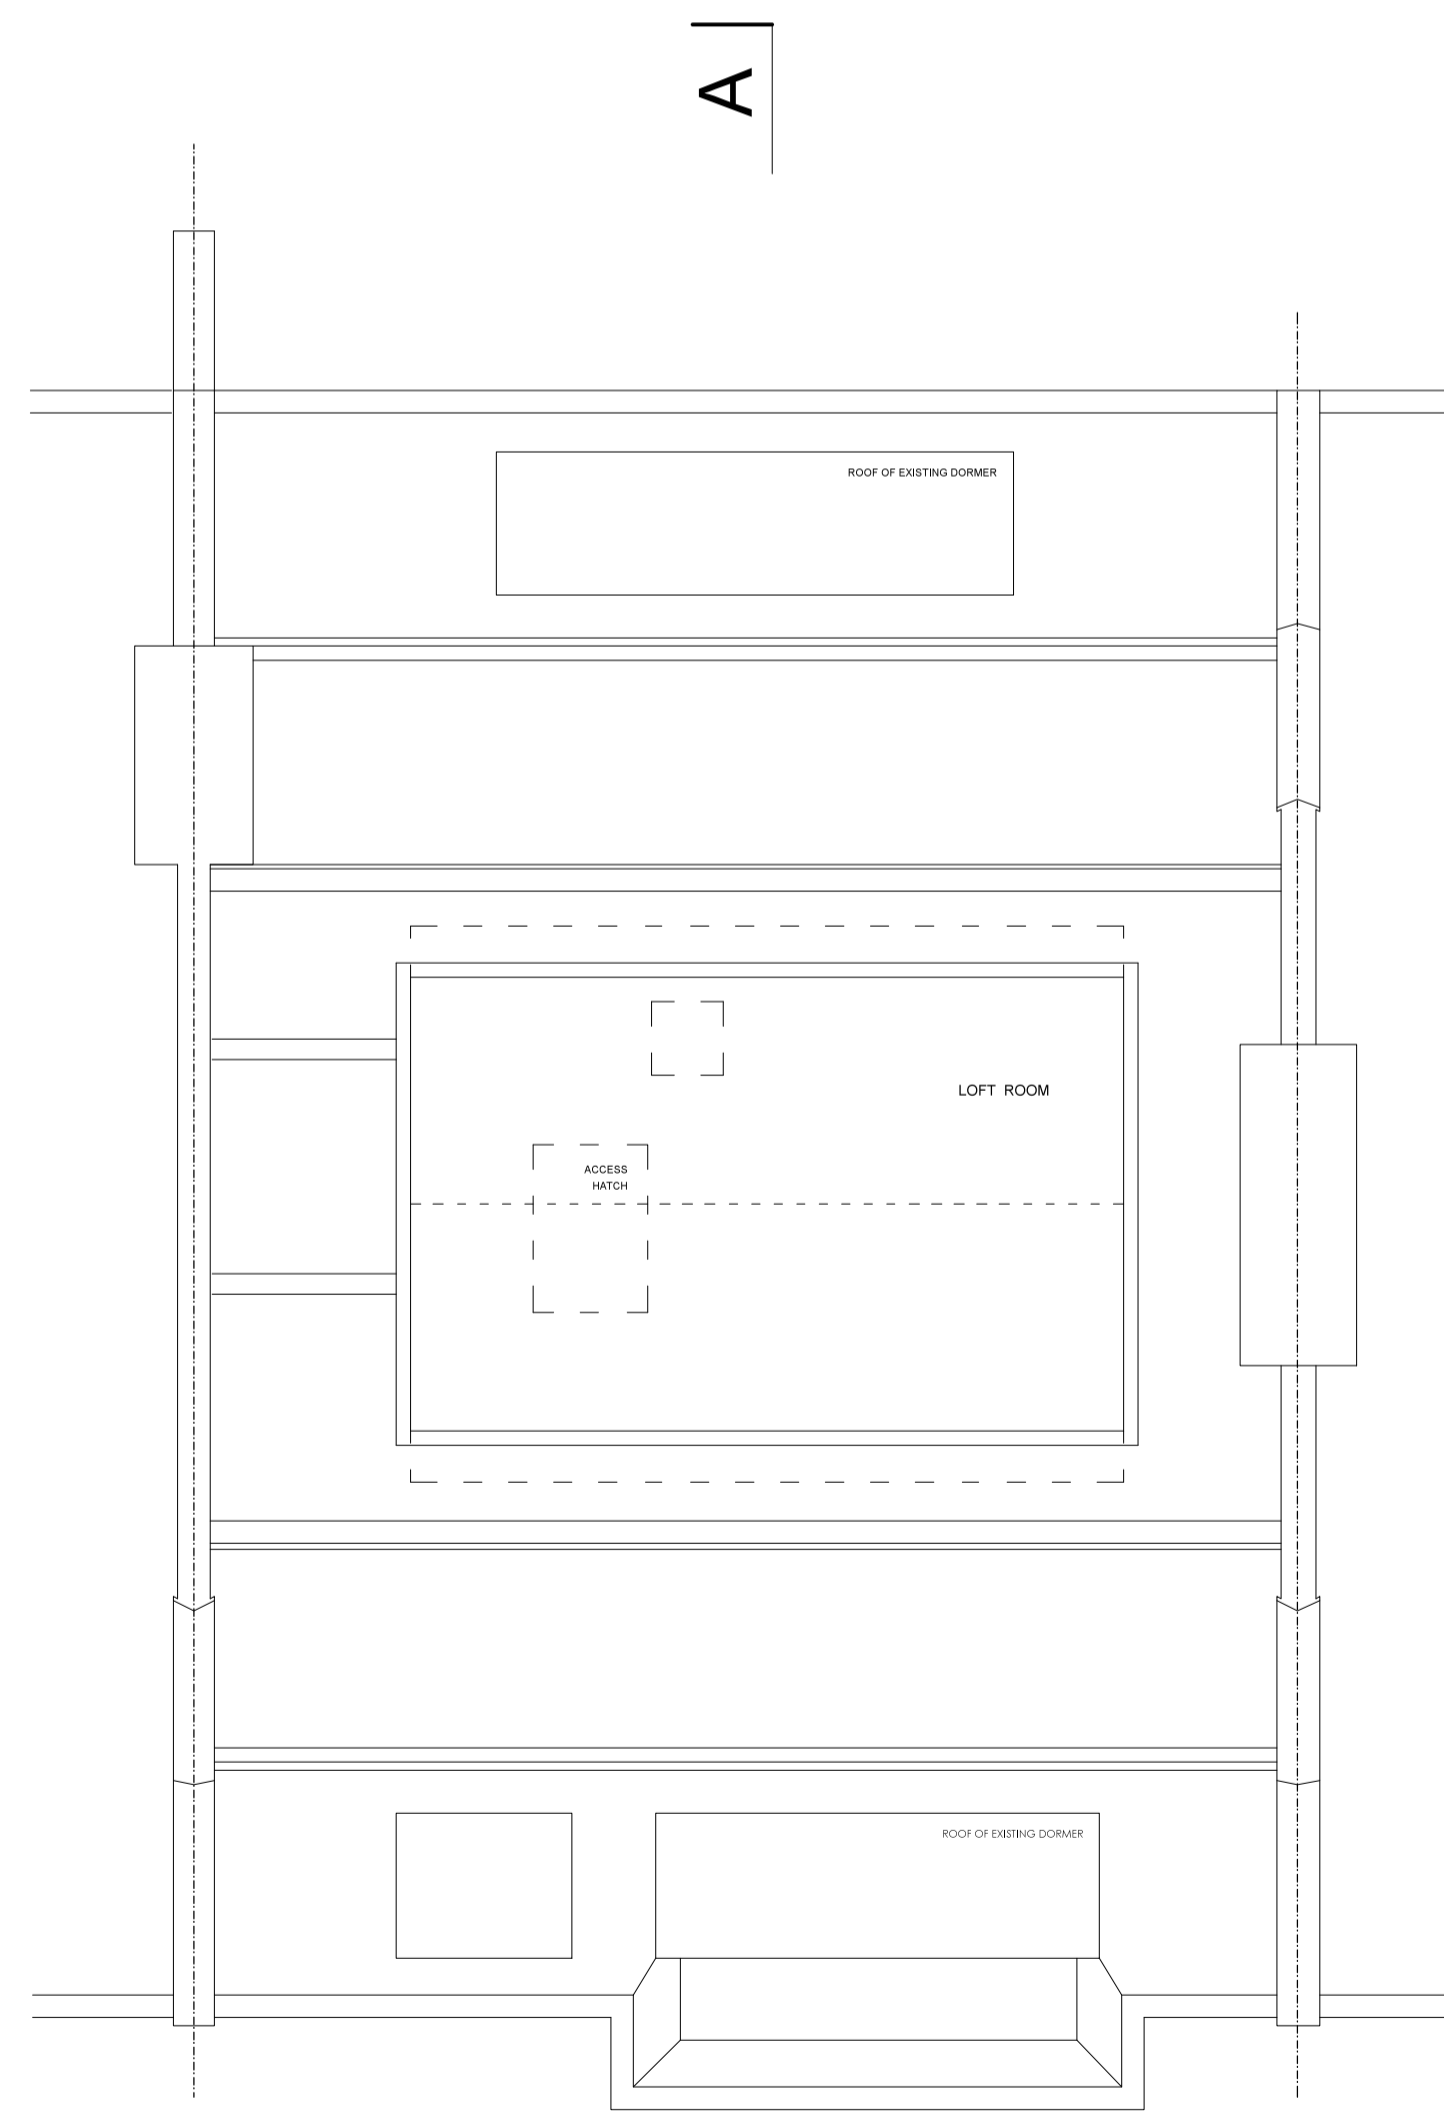 A
ROOF OF EXISTING DORMER
LOFT ROOM
ACCESS
HATCH
ROOF OF EXISTING DORMER